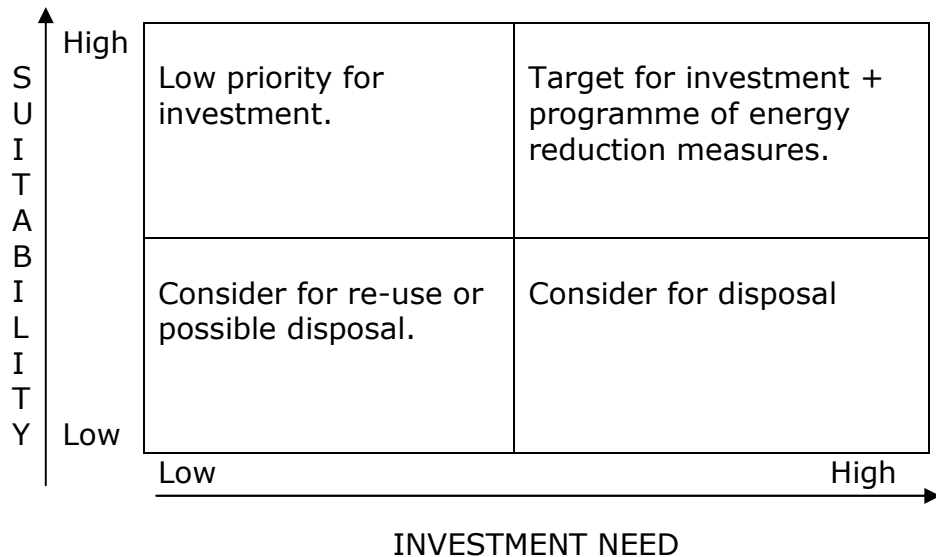 SUITABILITY
High
Low priority for
investment.
Target for investment +
programme of energy
reduction measures.
Consider for re-use or
possible disposal.
Consider for disposal
Low
Low
High
INVESTMENT NEED